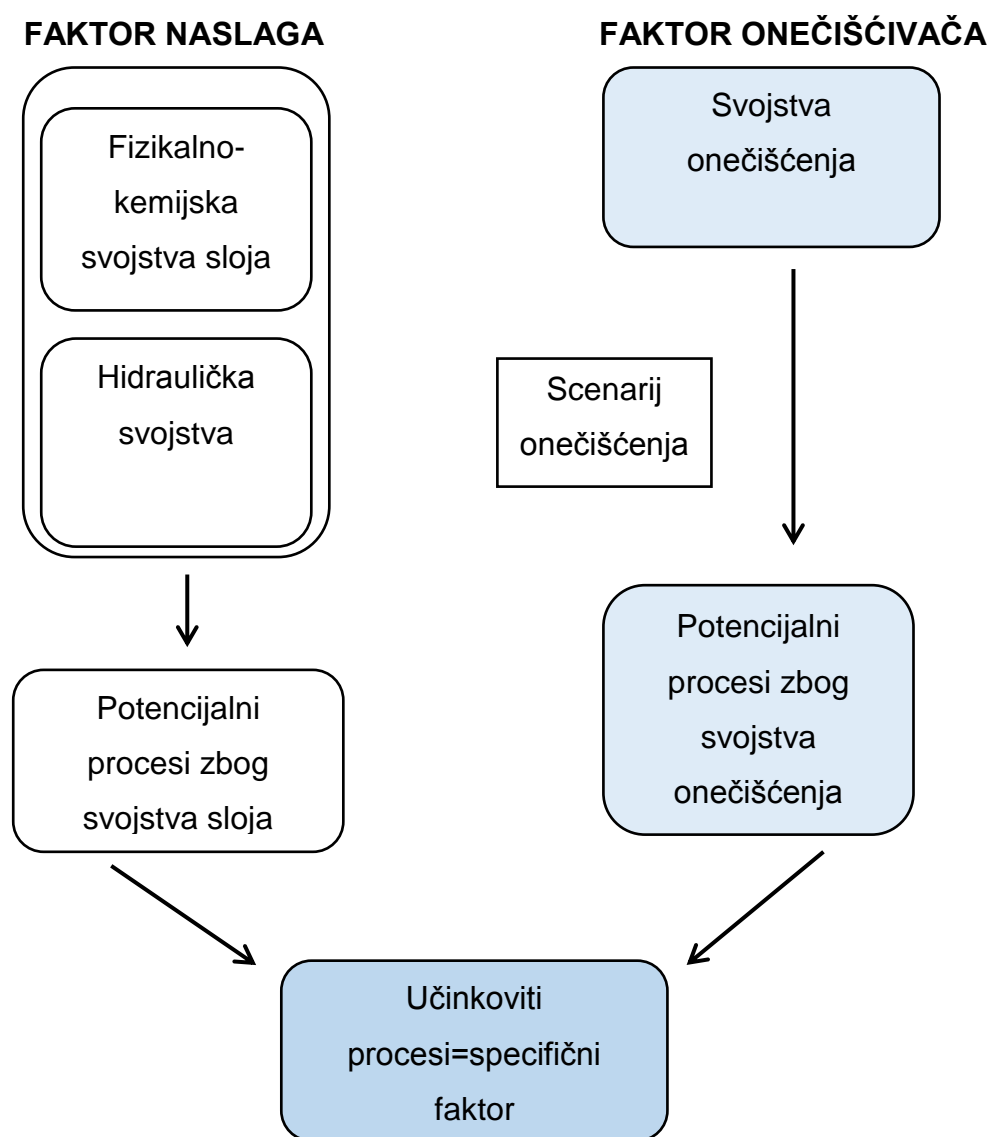 FAKTOR NASLAGA
Fizikalno-
kemijska
svojstva sloja
Hidraulička
svojstva
Potencijalni
procesi zbog
svojstva sloja
FAKTOR ONEČIŠĆIVAČA
Svojstva
onečišćenja
Scenarij
onečišćenja
Potencijalni
procesi zbog
svojstva
onečišćenja
Učinkoviti
procesi=specifični
faktor